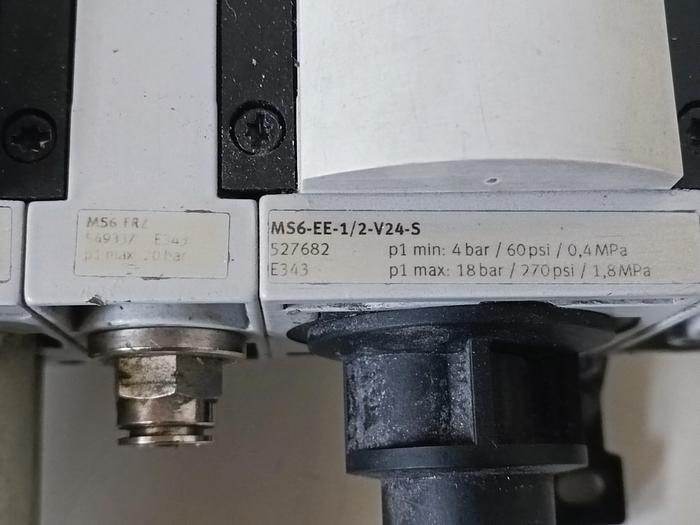 MS6-FRZ
549337 E343
p1 max: 20 bar
MS6-EE-1/2-V24-S
527682 p1 min: 4 bar / 60 psi / 0,4 MPa
E343 p1 max: 18 bar / 270 psi / 1,8 MPa